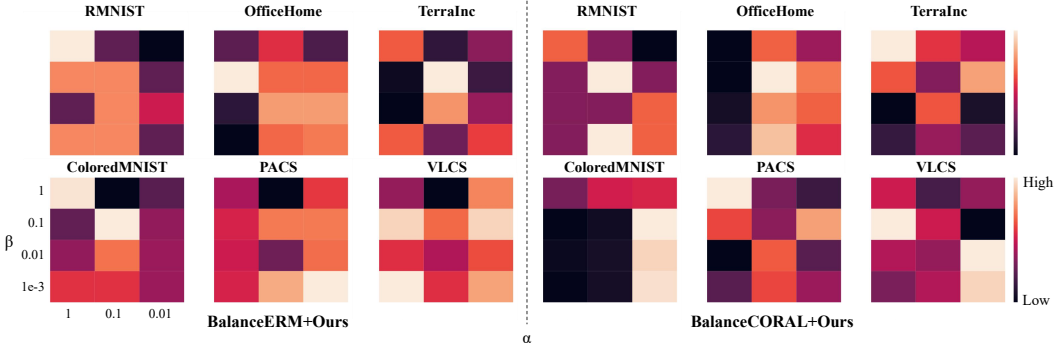 RMNIST OfficeHome TerraInc RMNIST OfficeHome TerraInc
ColoredMNIST PACS VLCS ColoredMNIST PACS VLCS
1
High
0.1
β
0.01
1e-3
Low
1 0.1 0.01
BalanceERM+Ours BalanceCORAL+Ours
α